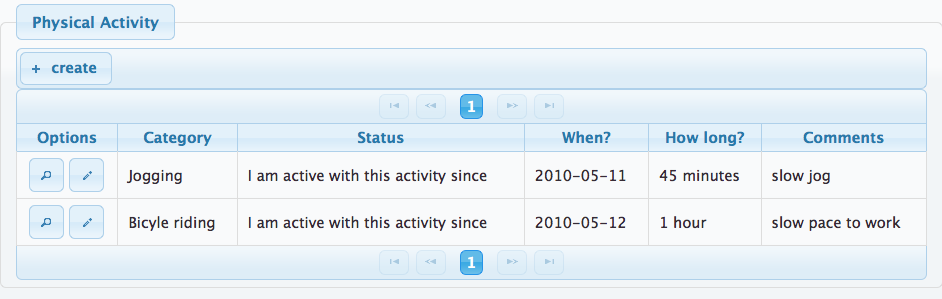 Physical Activity
+ create
1
Options Category Status When? How long? Comments
Jogging I am active with this activity since 2010-05-11 45 minutes slow jog
Bicyle riding I am active with this activity since 2010-05-12 1 hour slow pace to work
1